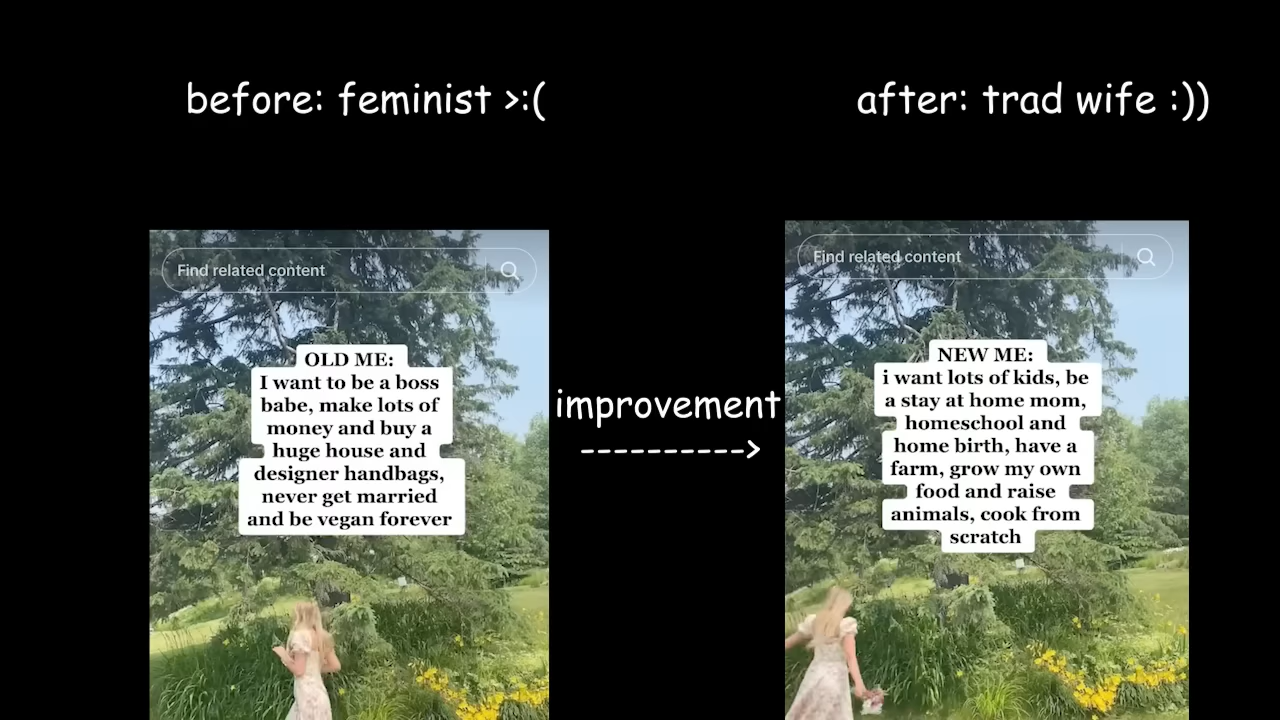 before: feminist >:(
after: trad wife :))
Find related content
OLD ME:
I want to be a boss
babe, make lots of
money and buy a
huge house and
designer handbags,
never get married
and be vegan forever
improvement
---------->
Find related content
NEW ME:
i want lots of kids, be
a stay at home mom,
homeschool and
home birth, have a
farm, grow my own
food and raise
animals, cook from
scratch